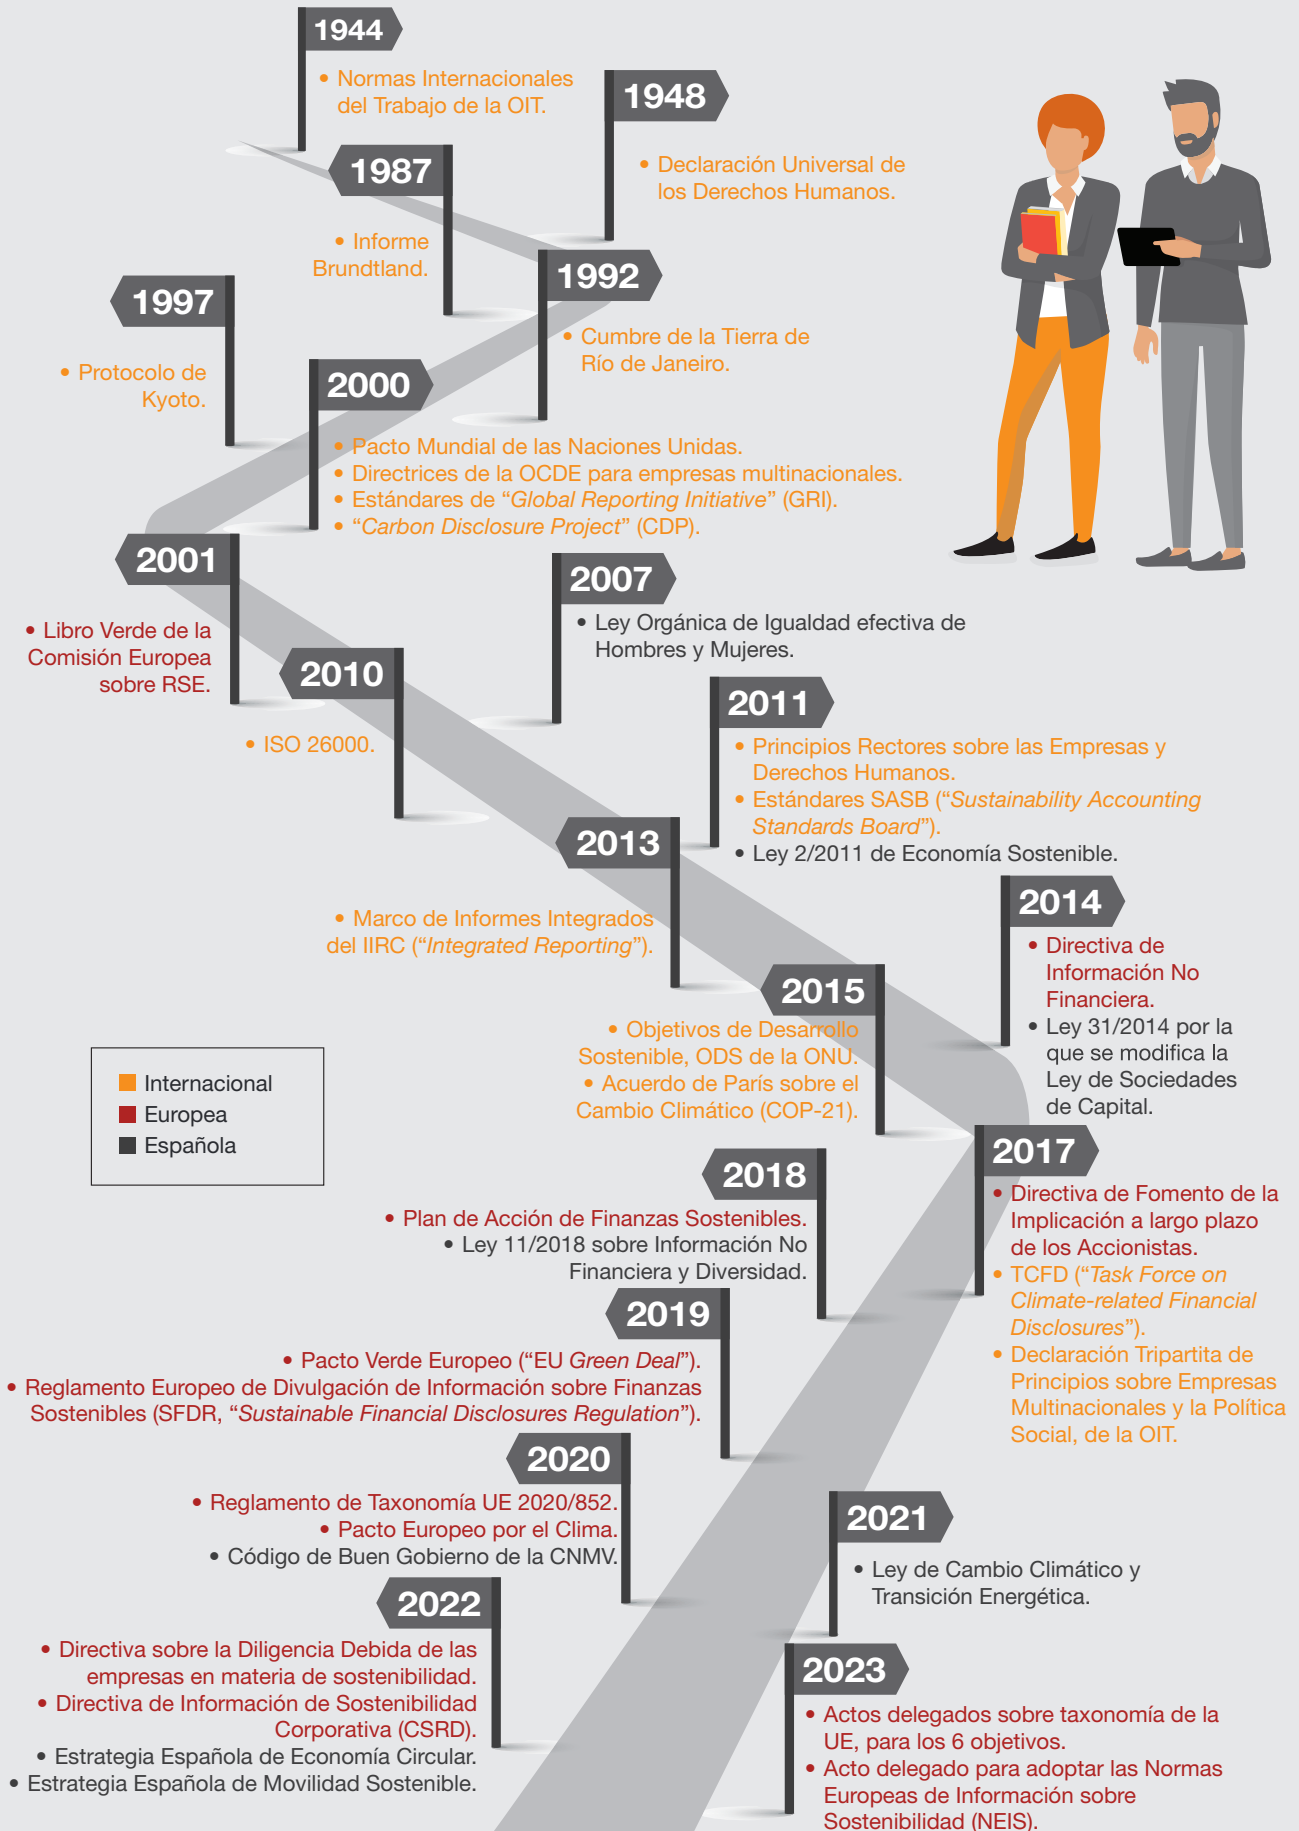 1944
• Normas Internacionales
del Trabajo de la OIT.
1948
• Declaración Universal de
los Derechos Humanos.
1987
• Informe
Brundtland.
1992
• Cumbre de la Tierra de
Río de Janeiro.
1997
• Protocolo de
Kyoto.
2000
• Pacto Mundial de las Naciones Unidas.
• Directrices de la OCDE para empresas multinacionales.
• Estándares de “Global Reporting Initiative” (GRI).
• “Carbon Disclosure Project” (CDP).
2001
• Libro Verde de la
Comisión Europea
sobre RSE.
2007
• Ley Orgánica de Igualdad efectiva de
Hombres y Mujeres.
2010
• ISO 26000.
2011
• Principios Rectores sobre las Empresas y
Derechos Humanos.
• Estándares SASB (“Sustainability Accounting
Standards Board”).
• Ley 2/2011 de Economía Sostenible.
2013
• Marco de Informes Integrados
del IIRC (“Integrated Reporting”).
2014
• Directiva de
Información No
Financiera.
• Ley 31/2014 por la
que se modifica la
Ley de Sociedades
de Capital.
2015
• Objetivos de Desarrollo
Sostenible, ODS de la ONU.
• Acuerdo de París sobre el
Cambio Climático (COP-21).
Internacional
Europea
Española
2017
• Directiva de Fomento de la
Implicación a largo plazo
de los Accionistas.
• TCFD (“Task Force on
Climate-related Financial
Disclosures”).
• Declaración Tripartita de
Principios sobre Empresas
Multinacionales y la Política
Social, de la OIT.
2018
• Plan de Acción de Finanzas Sostenibles.
• Ley 11/2018 sobre Información No
Financiera y Diversidad.
2019
• Pacto Verde Europeo (“EU Green Deal”).
• Reglamento Europeo de Divulgación de Información sobre Finanzas
Sostenibles (SFDR, “Sustainable Financial Disclosures Regulation”).
2020
• Reglamento de Taxonomía UE 2020/852.
• Pacto Europeo por el Clima.
• Código de Buen Gobierno de la CNMV.
2021
• Ley de Cambio Climático y
Transición Energética.
2022
• Directiva sobre la Diligencia Debida de las
empresas en materia de sostenibilidad.
• Directiva de Información de Sostenibilidad
Corporativa (CSRD).
• Estrategia Española de Economía Circular.
• Estrategia Española de Movilidad Sostenible.
2023
• Actos delegados sobre taxonomía de la
UE, para los 6 objetivos.
• Acto delegado para adoptar las Normas
Europeas de Información sobre
Sostenibilidad (NEIS).